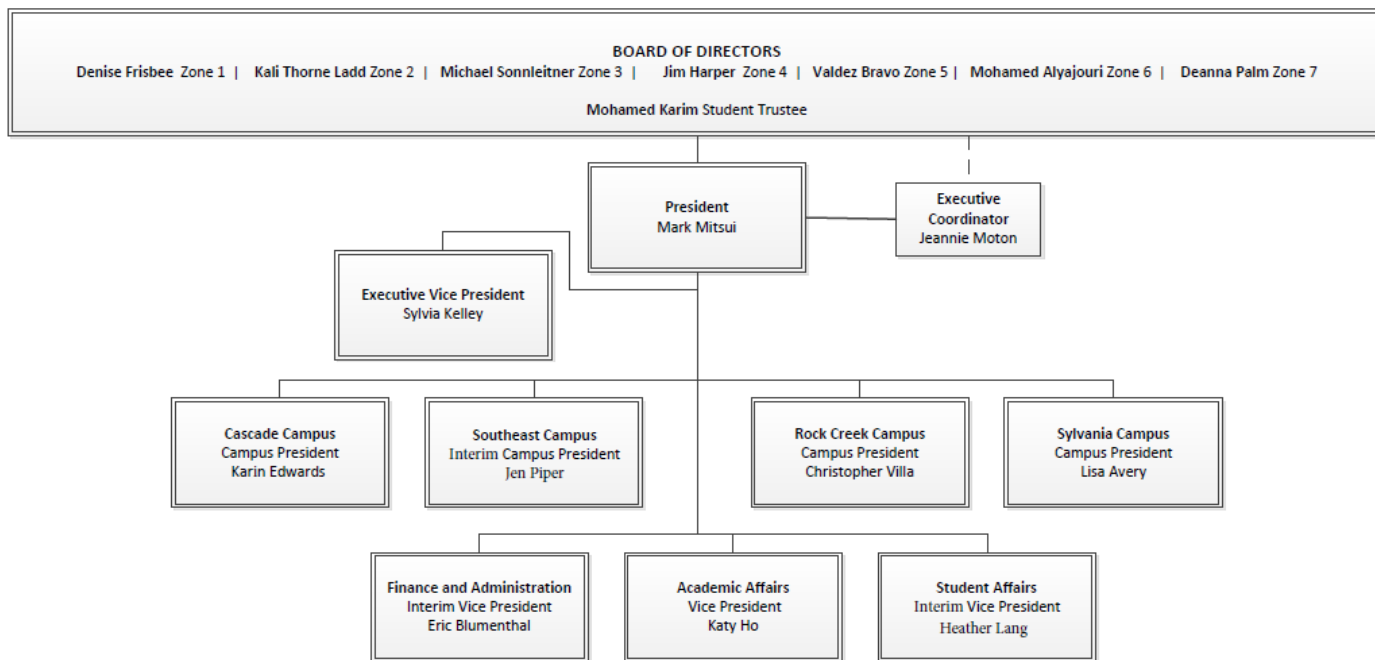 BOARD OF DIRECTORS
Denise Frisbee Zone 1 | Kali Thorne Ladd Zone 2 | Michael Sonnleitner Zone 3 | Jim Harper Zone 4 | Valdez Bravo Zone 5 | Mohamed Alyajouri Zone 6 | Deanna Palm Zone 7
Mohamed Karim Student Trustee
President
Mark Mitsui
Executive
Coordinator
Jeannie Moton
Executive Vice President
Sylvia Kelley
Cascade Campus
Campus President
Karin Edwards
Southeast Campus
Interim Campus President
Jen Piper
Rock Creek Campus
Campus President
Christopher Villa
Sylvania Campus
Campus President
Lisa Avery
Finance and Administration
Interim Vice President
Eric Blumenthal
Academic Affairs
Vice President
Katy Ho
Student Affairs
Interim Vice President
Heather Lang